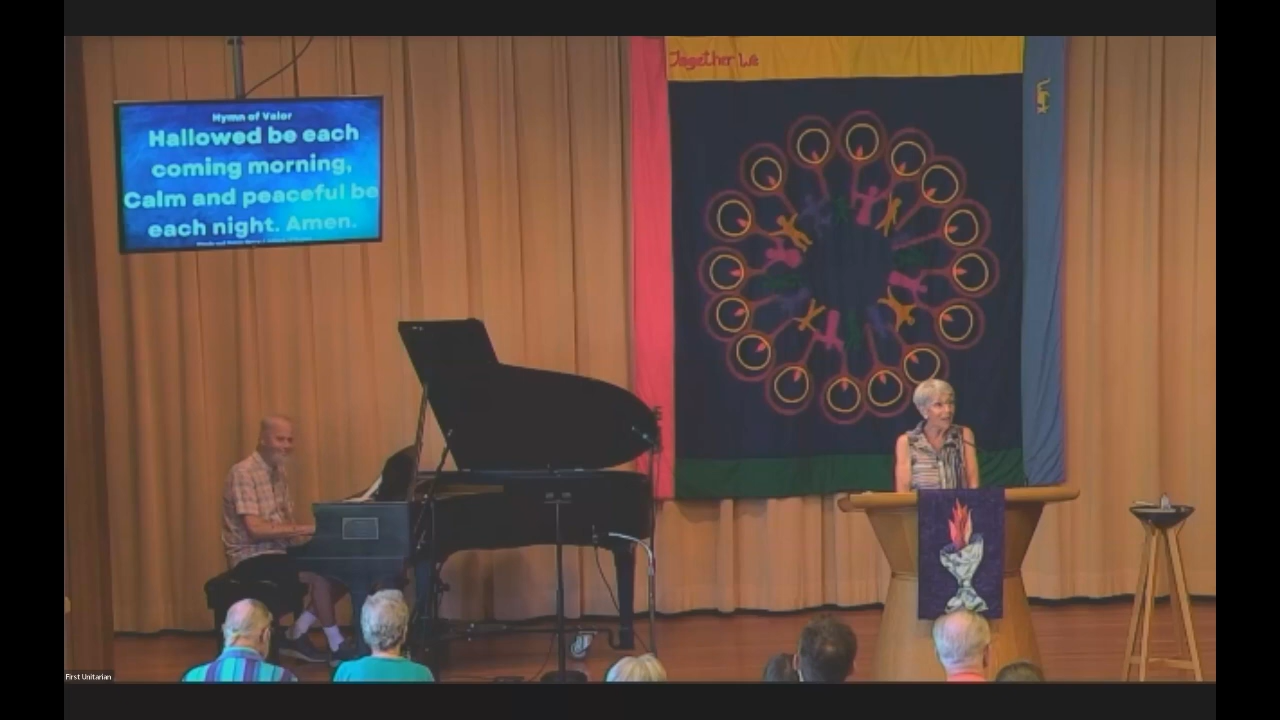 Together We
Hymn of Valor
Hallowed be each
coming morning,
Calm and peaceful be
each night. Amen.
First Unitarian